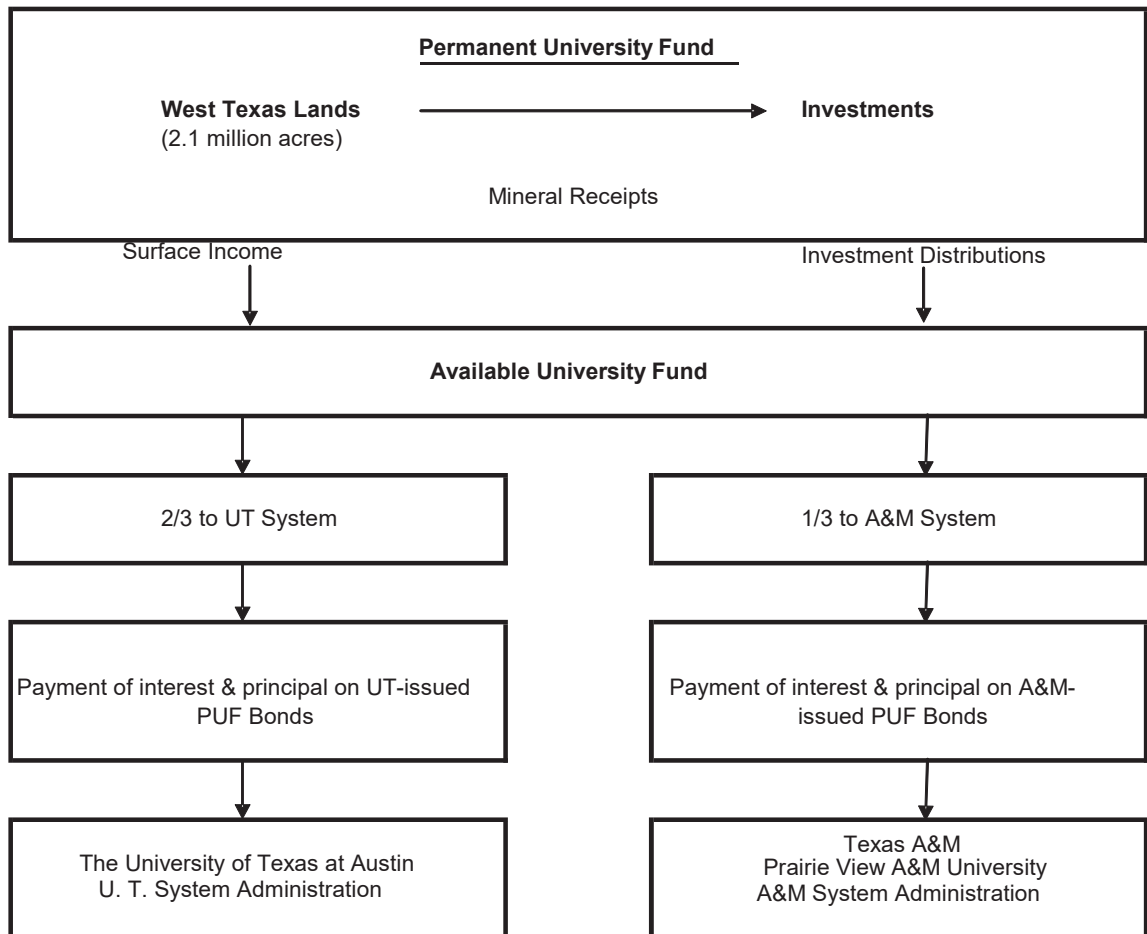 Permanent University Fund
West Texas Lands
Investments
(2.1 million acres)
Mineral Receipts
Surface Income
Investment Distributions
Available University Fund
2/3 to UT System
1/3 to A&M System
Payment of interest & principal on UT-issued
PUF Bonds
Payment of interest & principal on A&M-
issued PUF Bonds
The University of Texas at Austin
U. T. System Administration
Texas A&M
Prairie View A&M University
A&M System Administration